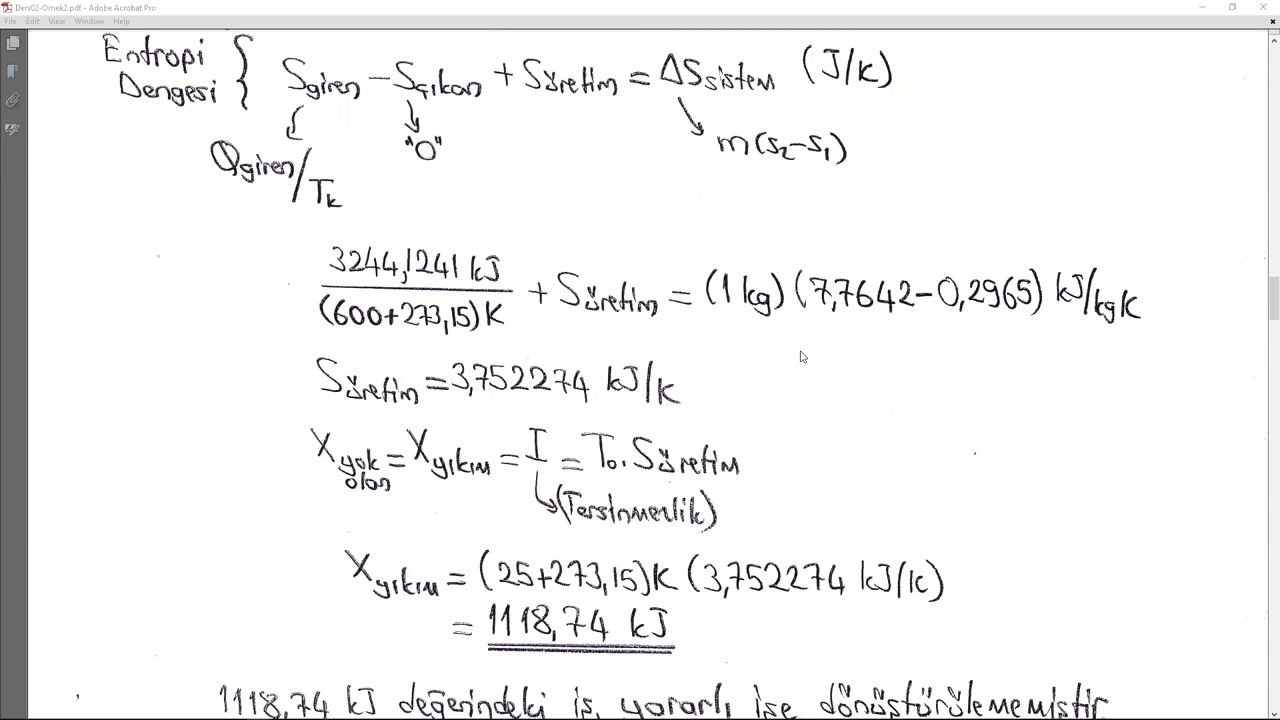 Ders02-Ornek2.pdf - Adobe Acrobat Pro
File Edit View Window Help
Entropi Dengesi { Sgiren - Sçıkan + Süretim = ΔSsistem (J/K)
Qgiren/Tk "0" m(s2-s1)
3244,1241 kJ / (600+273,15)K + Süretim = (1 kg) (7,7642-0,2965) kJ/kgK
Süretim = 3,752274 kJ/K
Xyok olan = Xyıkım = I = To.Süretim
(Tersinmezlik)
Xyıkım = (25+273,15)K (3,752274 kJ/K)
= 1118,74 kJ
1118,74 kJ değerindeki iş, yararlı işe dönüştürülememiştir